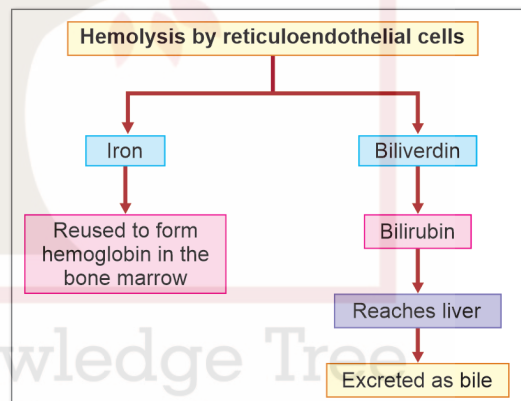 Hemolysis by reticuloendothelial cells
Iron
Biliverdin
Reused to form
hemoglobin in the
bone marrow
Bilirubin
Reaches liver
Excreted as bile
wledge Tree